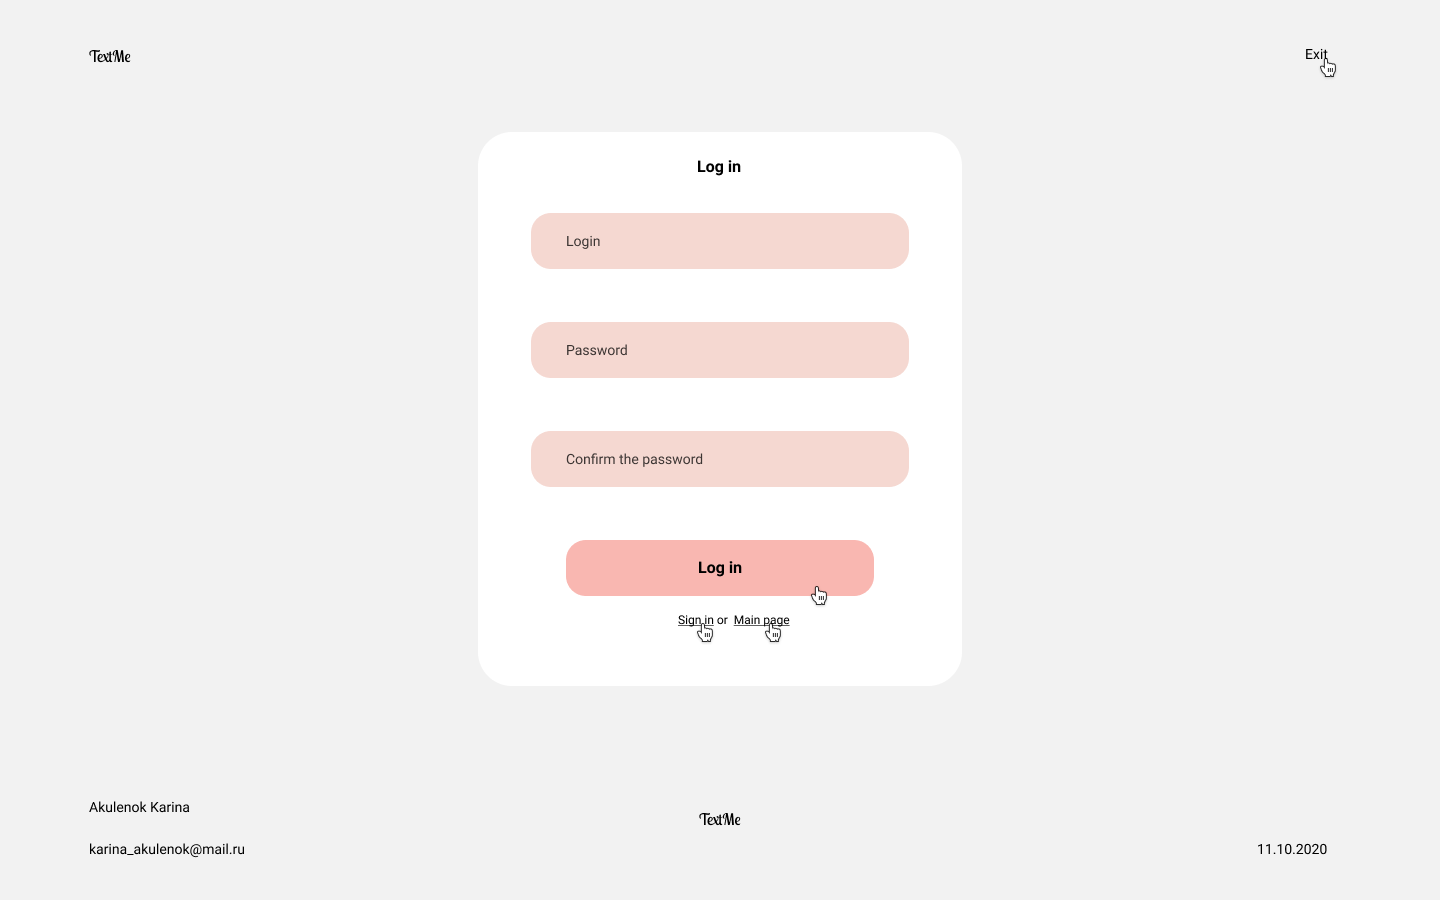 TextMe
Exit
Log in
Login
Password
Confirm the password
Log in
Sign in or Main page
Akulenok Karina
TextMe
karina_akulenok@mail.ru
11.10.2020